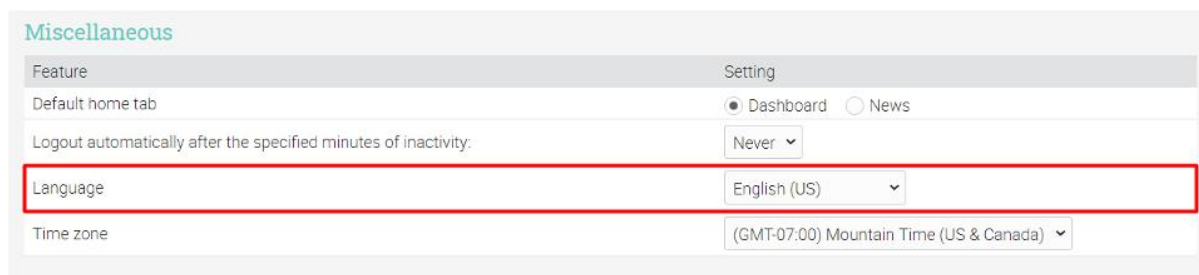 Miscellaneous
Feature Setting
Default home tab Dashboard News
Logout automatically after the specified minutes of inactivity: Never
Language English (US)
Time zone (GMT-07:00) Mountain Time (US & Canada)